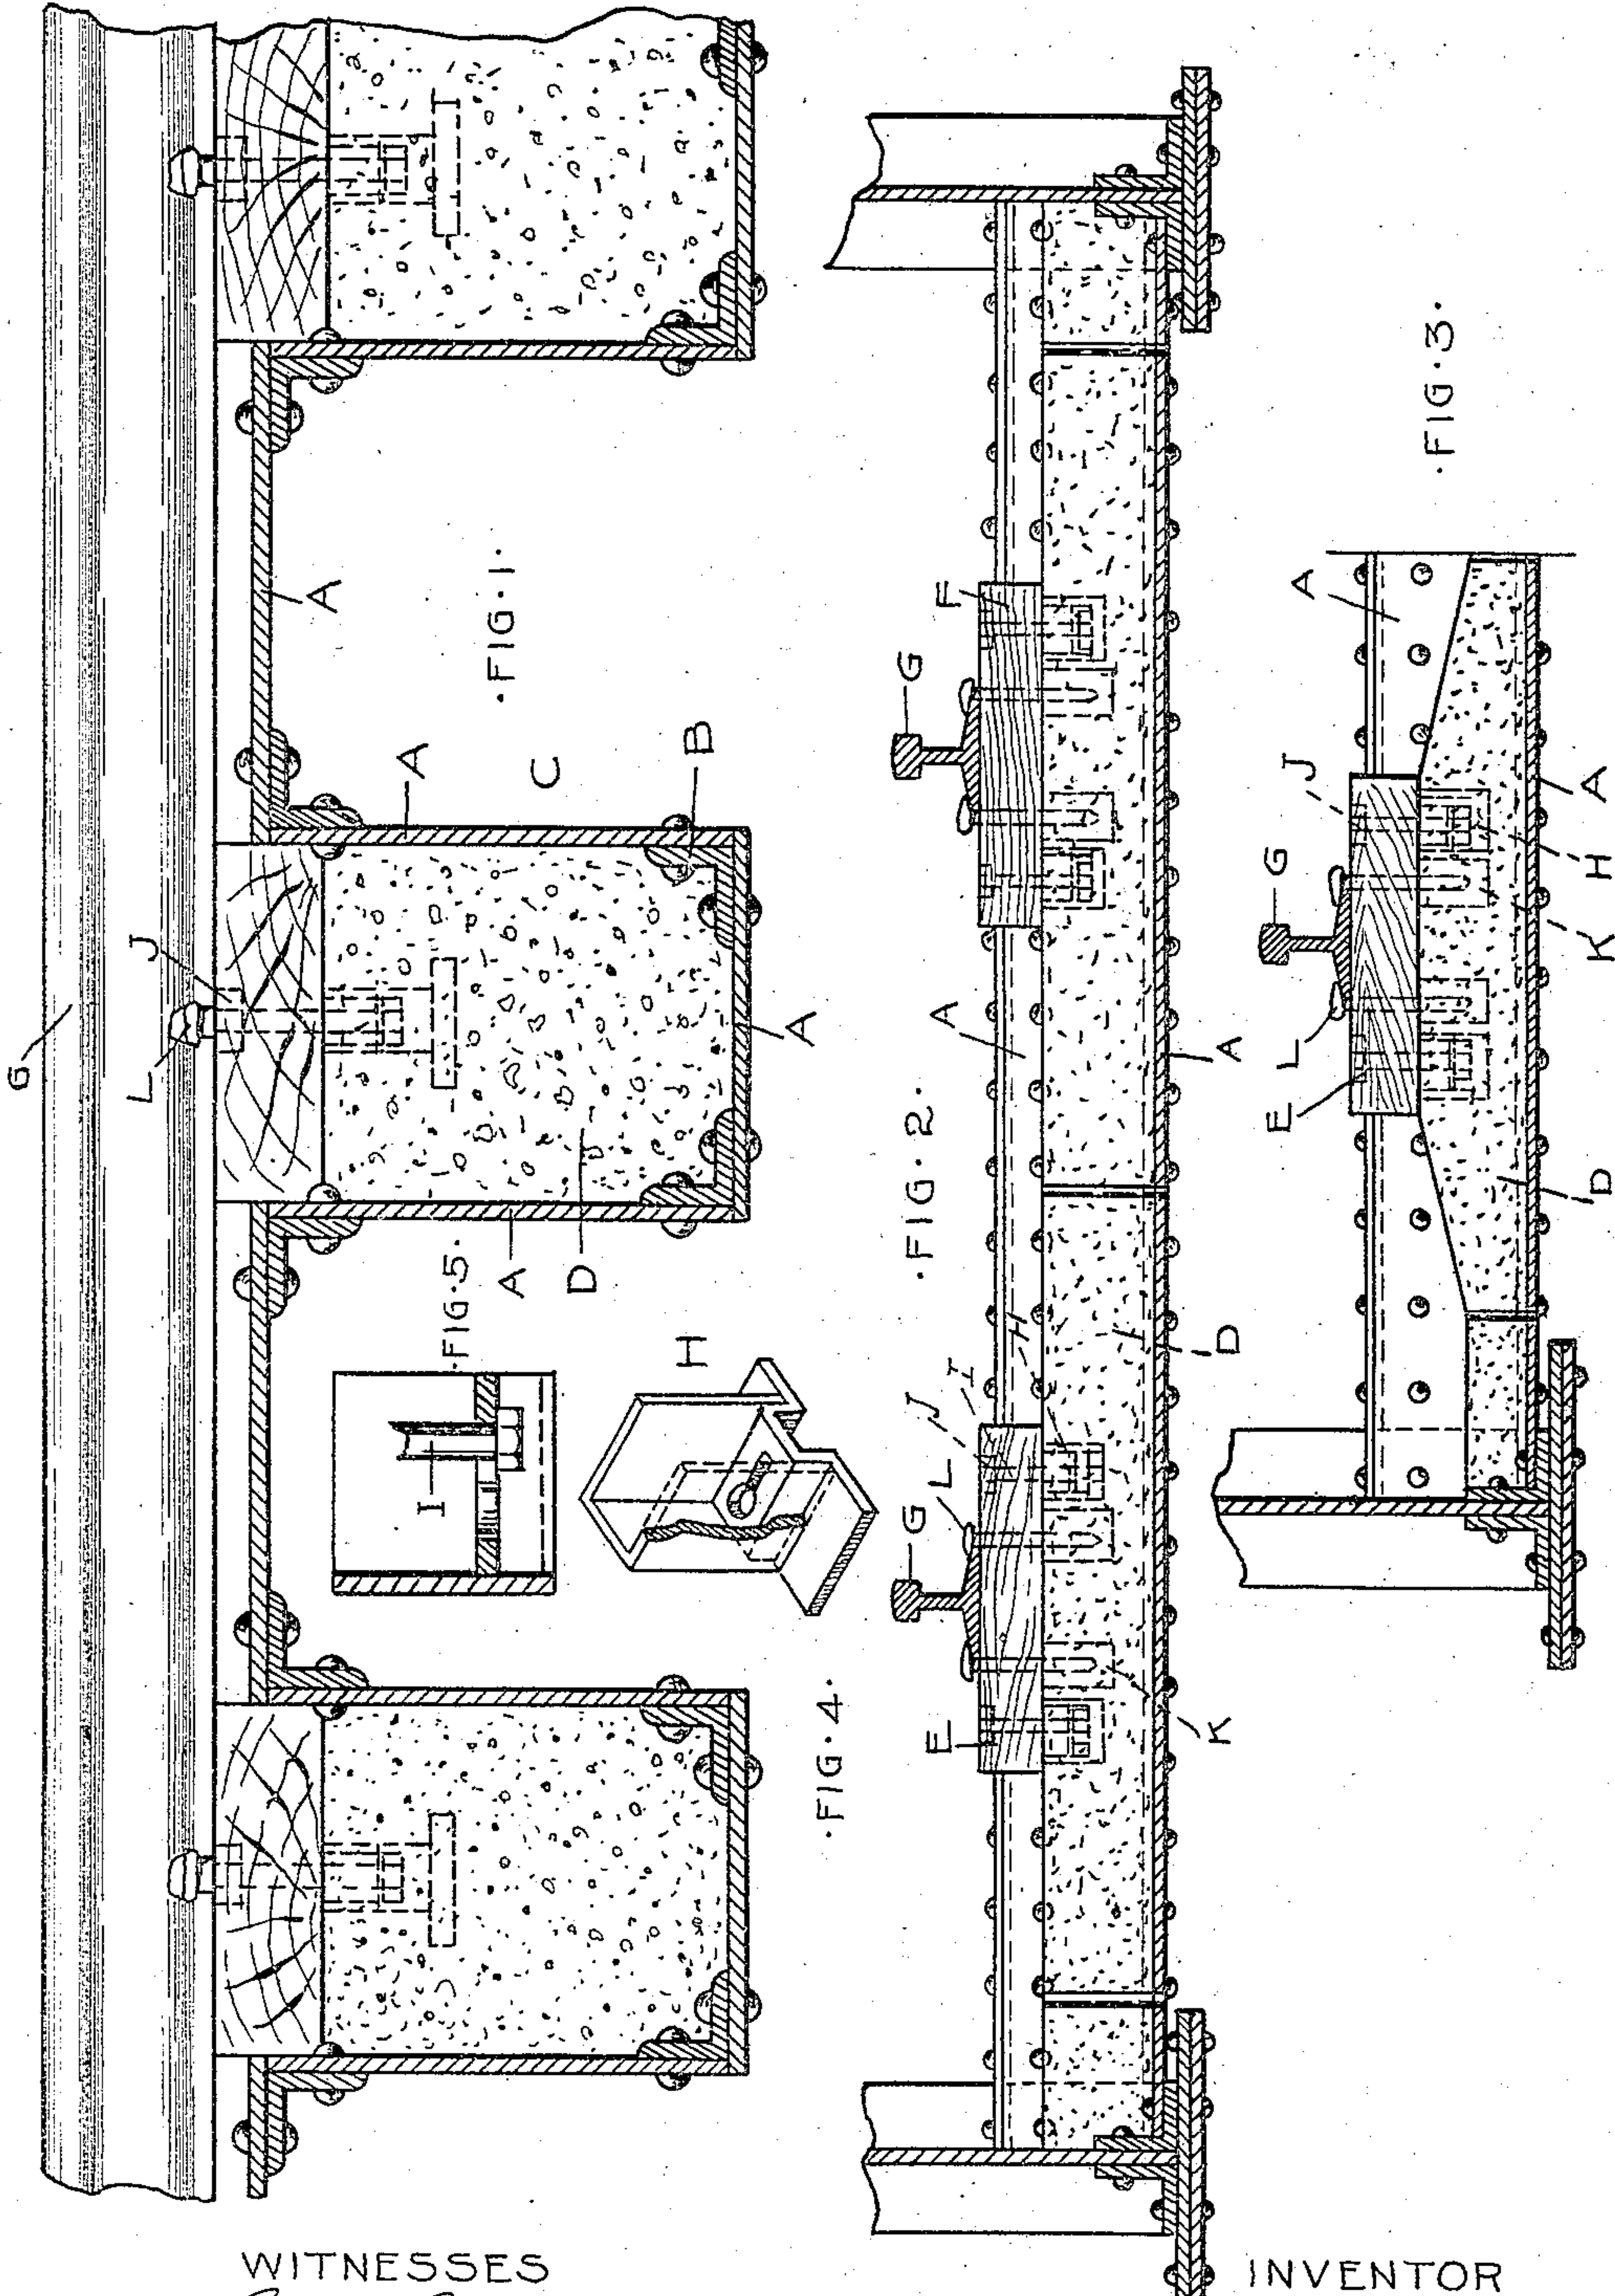 G
L
J
A
A
A
C
B
A
D
A
·FIG·1·
·FIG·5·
I
H
·FIG·4·
·FIG·2·
G
F
A
A
G
L
J
I
H
E
K
D
·FIG·3·
A
J
G
L
E
A
H
K
D
WITNESSES
INVENTOR